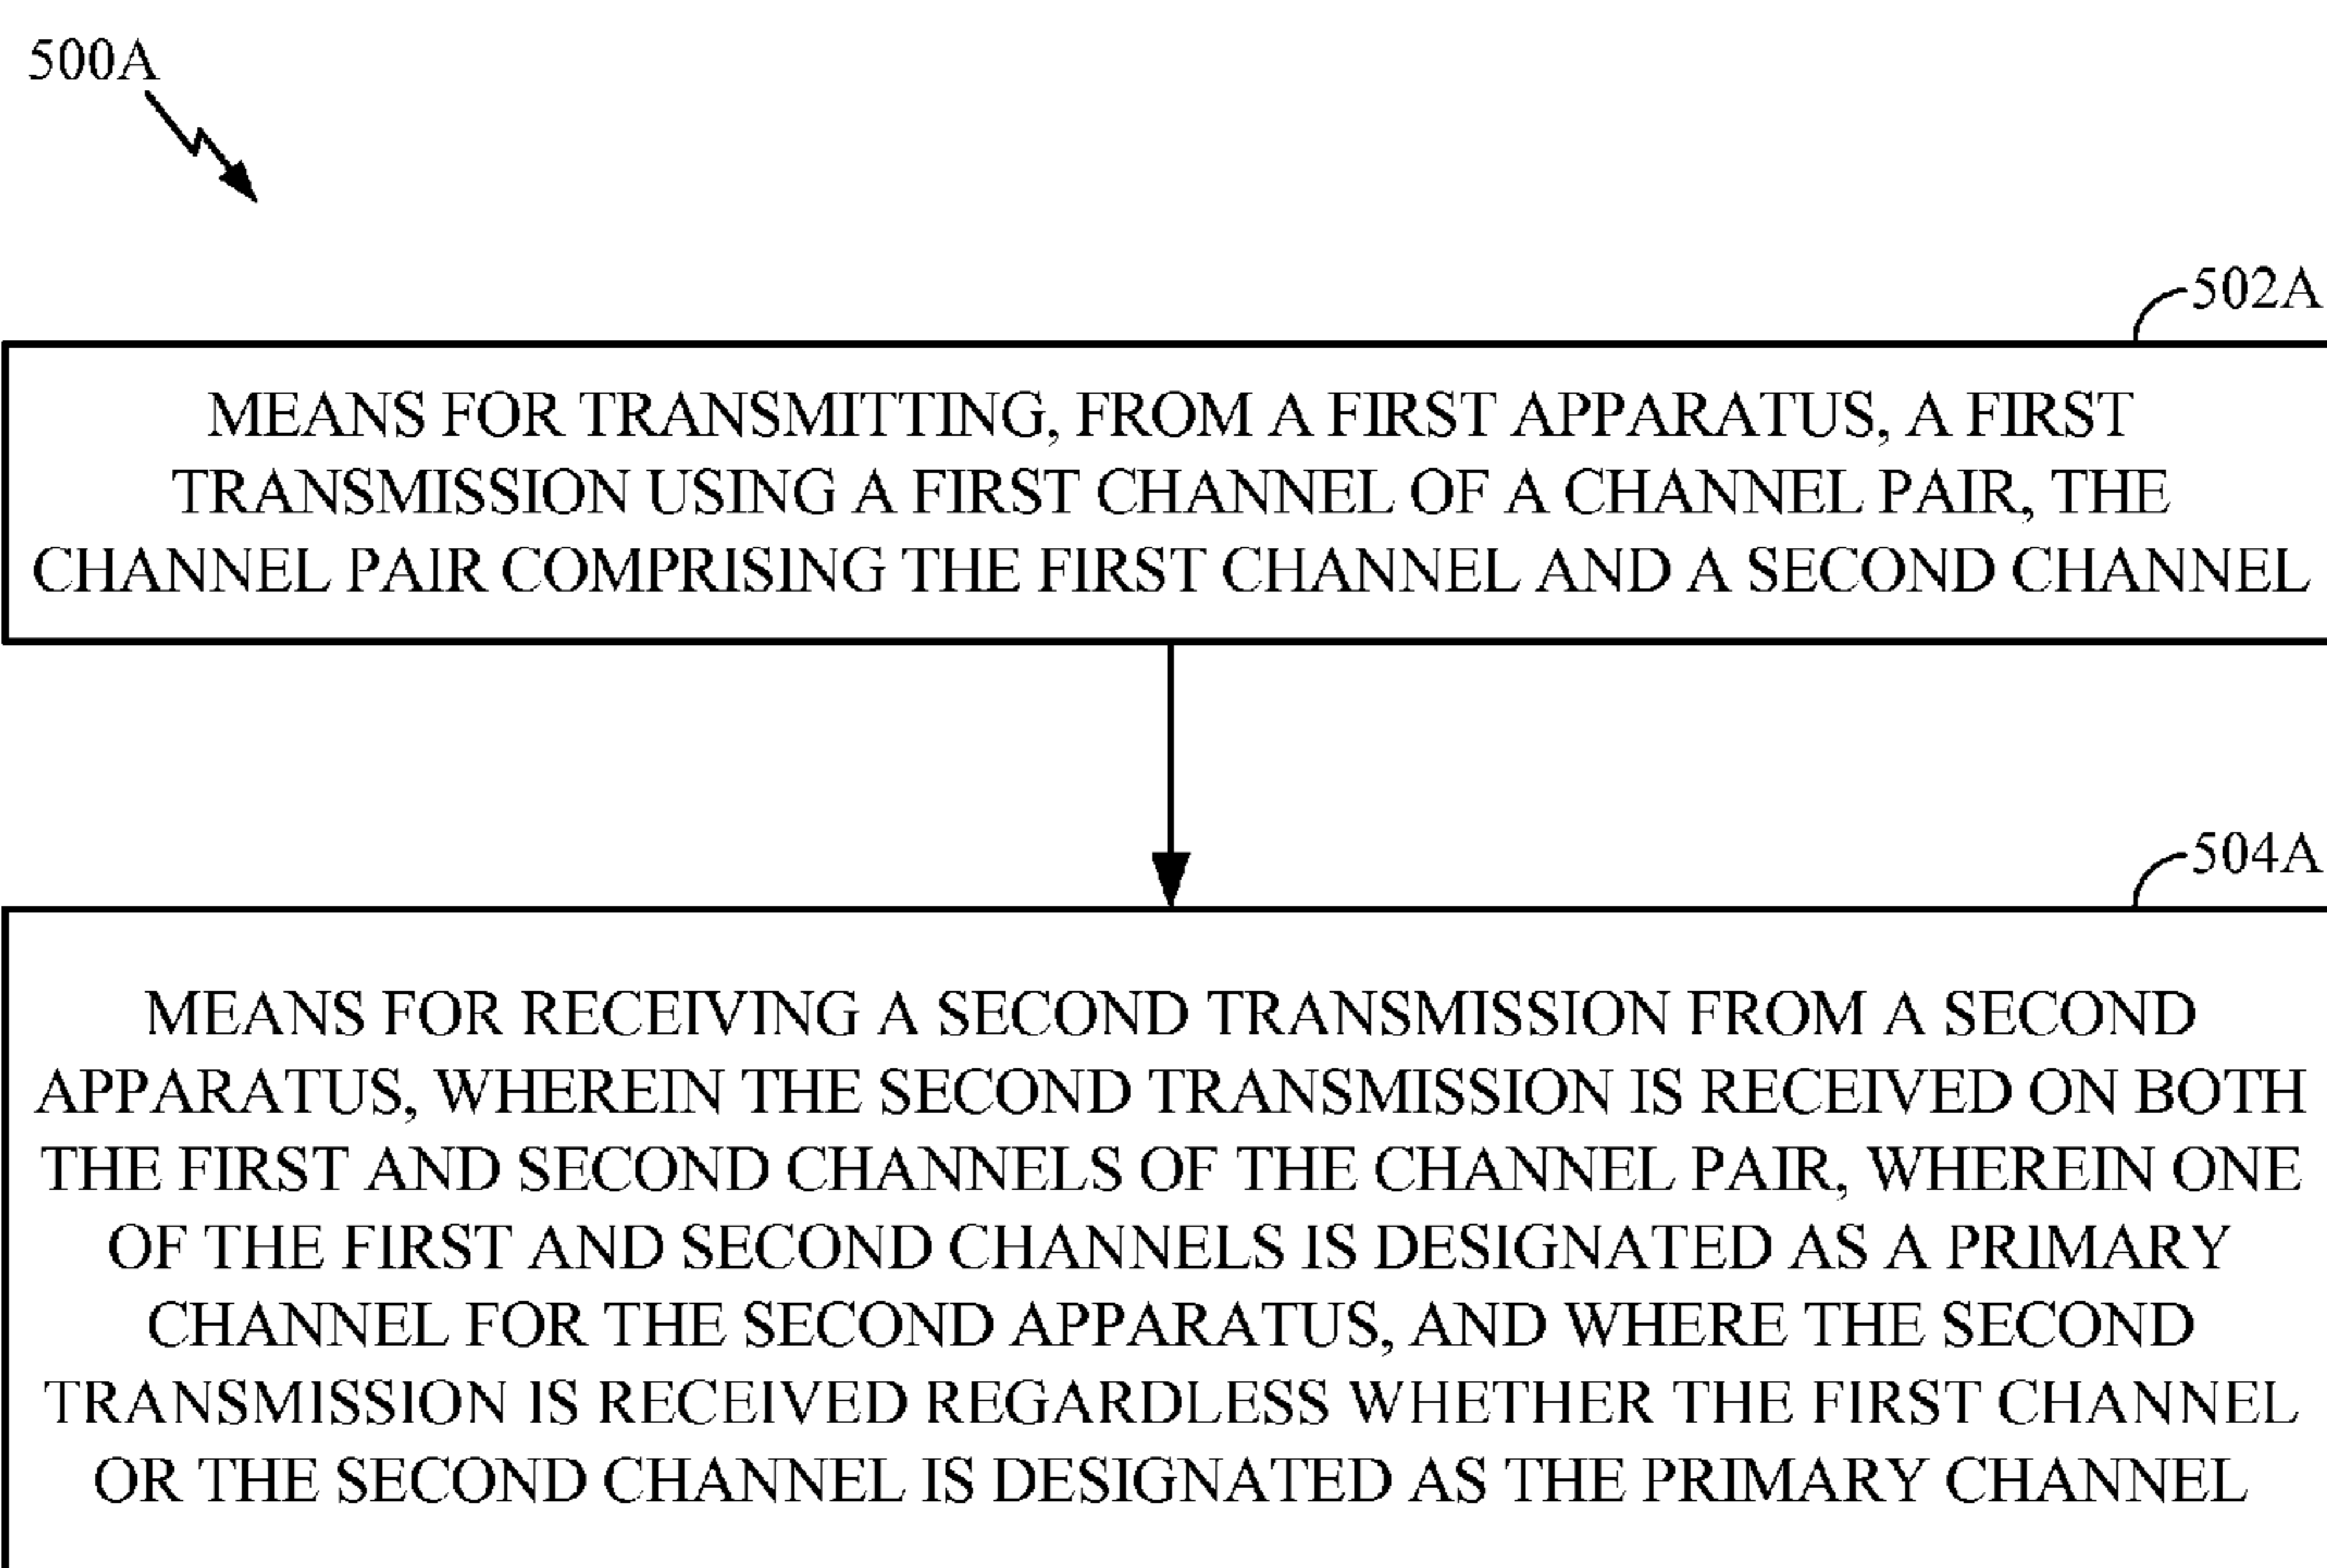 500A
502A
MEANS FOR TRANSMITTING, FROM A FIRST APPARATUS, A FIRST
TRANSMISSION USING A FIRST CHANNEL OF A CHANNEL PAIR, THE
CHANNEL PAIR COMPRISING THE FIRST CHANNEL AND A SECOND CHANNEL
504A
MEANS FOR RECEIVING A SECOND TRANSMISSION FROM A SECOND
APPARATUS, WHEREIN THE SECOND TRANSMISSION IS RECEIVED ON BOTH
THE FIRST AND SECOND CHANNELS OF THE CHANNEL PAIR, WHEREIN ONE
OF THE FIRST AND SECOND CHANNELS IS DESIGNATED AS A PRIMARY
CHANNEL FOR THE SECOND APPARATUS, AND WHERE THE SECOND
TRANSMISSION IS RECEIVED REGARDLESS WHETHER THE FIRST CHANNEL
OR THE SECOND CHANNEL IS DESIGNATED AS THE PRIMARY CHANNEL